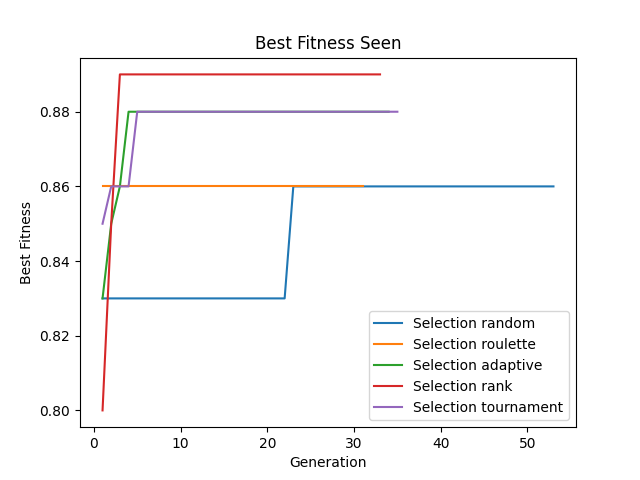 Best Fitness Seen
Best Fitness
0.88
0.86
0.84
0.82
0.80
0 10 20 30 40 50
Generation
Selection random
Selection roulette
Selection adaptive
Selection rank
Selection tournament